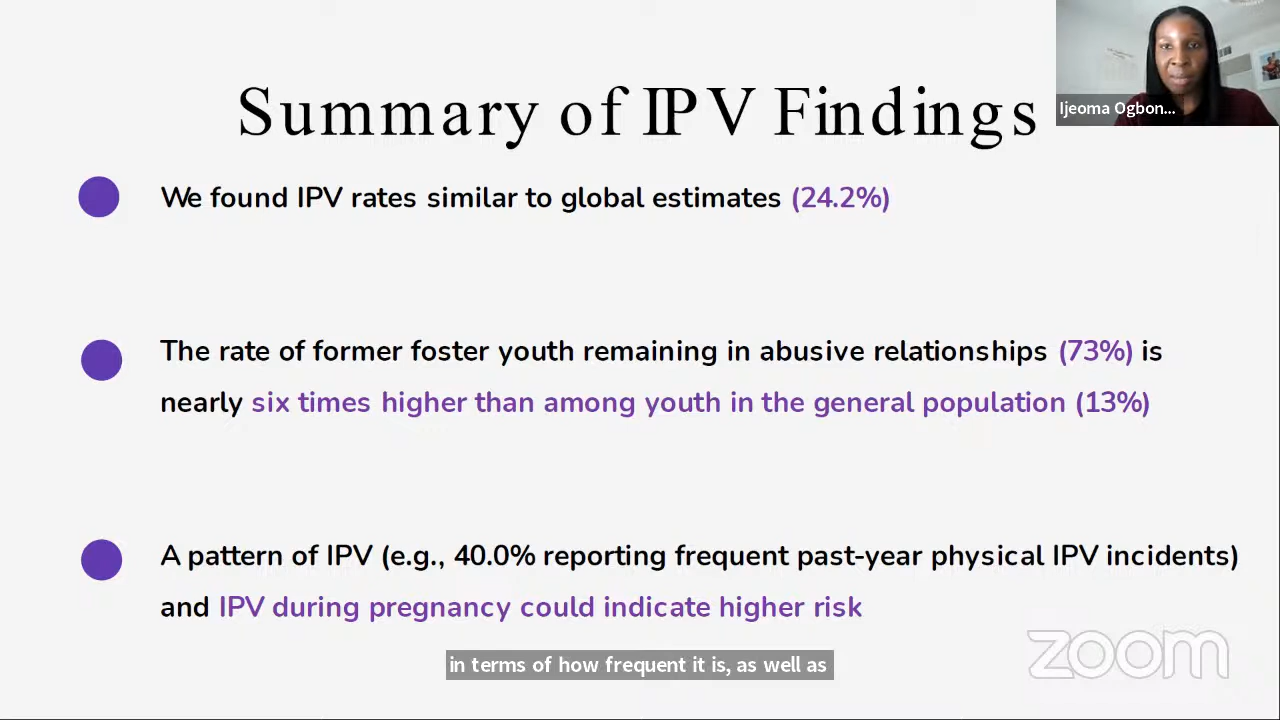 Summary of IPV Findings
Ijeoma Ogbon...
We found IPV rates similar to global estimates (24.2%)
The rate of former foster youth remaining in abusive relationships (73%) is
nearly six times higher than among youth in the general population (13%)
A pattern of IPV (e.g., 40.0% reporting frequent past-year physical IPV incidents)
and IPV during pregnancy could indicate higher risk
in terms of how frequent it is, as well as
zoom